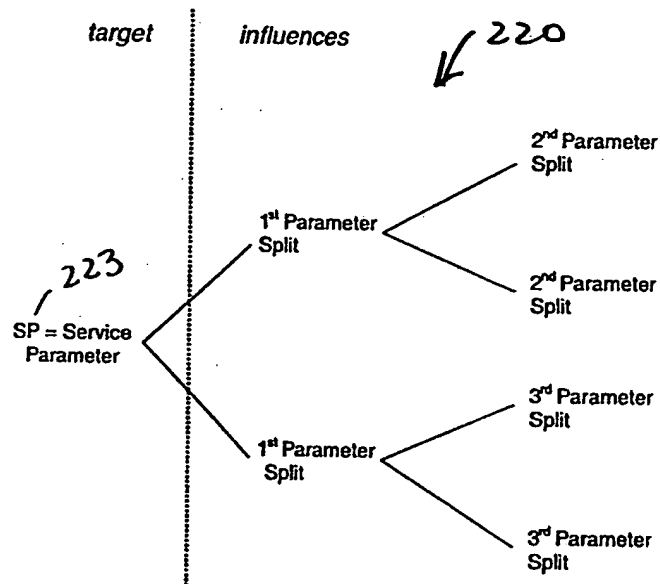 target influences 220
2nd Parameter
Split
1st Parameter
Split
2nd Parameter
Split
223
SP = Service
Parameter
3rd Parameter
Split
1st Parameter
Split
3rd Parameter
Split